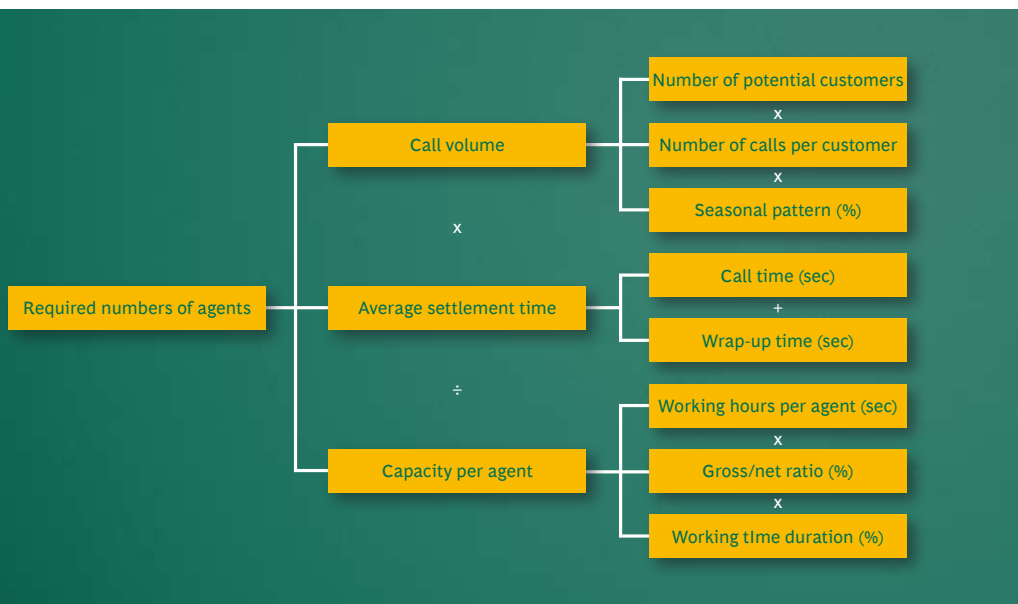 Number of potential customers
x
Call volume
Number of calls per customer
x
Seasonal pattern (%)
x
Call time (sec)
Required numbers of agents
Average settlement time
+
Wrap-up time (sec)
÷
Working hours per agent (sec)
x
Capacity per agent
Gross/net ratio (%)
x
Working tIme duration (%)